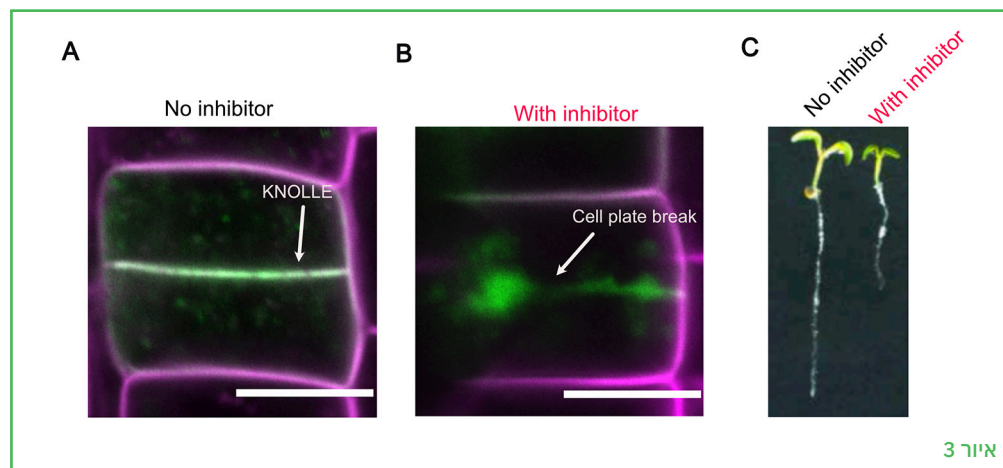 A
No inhibitor
KNOLLE
B
With inhibitor
Cell plate break
C
No inhibitor
With inhibitor
איור 3